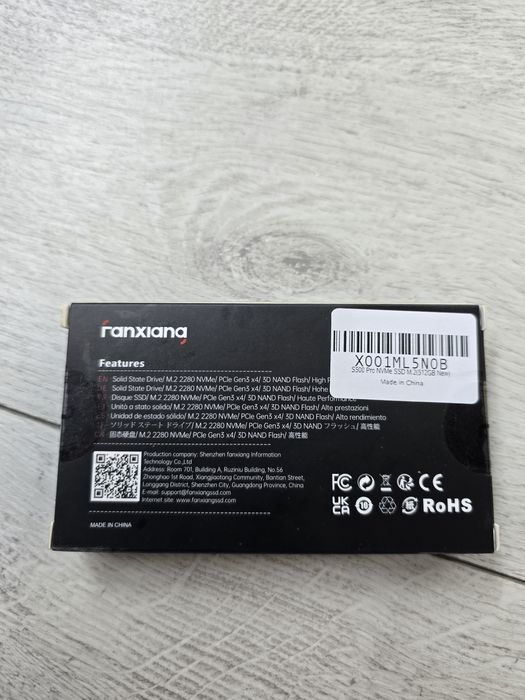 fanxiang
Features
EN Solid State Drive/ M.2 2280 NVMe/ PCIe Gen3 x4/ 3D NAND Flash/ High P
DE Solid State Drive/ M.2 2280 NVMe/ PCIe Gen3 x4/ 3D NAND Flash/ Hohe
Disque SSD/ M.2 2280 NVMe/ PCIe Gen3 x4/ 3D NAND Flash/ Haute Performance
Unità a stato solido/ M.2 2280 NVMe/ PCIe Gen3 x4/ 3D NAND Flash/ Alte prestazioni
Unidad de estado sólido/ M.2 2280 NVMe/ PCIe Gen3 x4/ 3D NAND Flash/ Alto rendimiento
ソリッド ステート ドライブ/ M.2 2280 NVMe/ PCIe Gen3 x4/ 3D NAND フラッシュ/ 高性能
固态硬盘/ M.2 2280 NVMe/ PCIe Gen3 x4/ 3D NAND Flash/ 高性能
X001ML5N0B
S500 Pro NVMe SSD M.2(512GB New)
Made in China
Production company: Shenzhen fanxiang Information
Technology Co.,Ltd
Address: Room 701, Building A, Ruziniu Building, No.56
Zhonghao 1st Road, Xiangjiaotang Community, Bantian Street,
Longgang District, Shenzhen City, Guangdong Province, China
E-mail: support@fanxiangssd.com
Internet site: www.fanxiangssd.com
FC CE
UK CA 10 RoHS
MADE IN CHINA